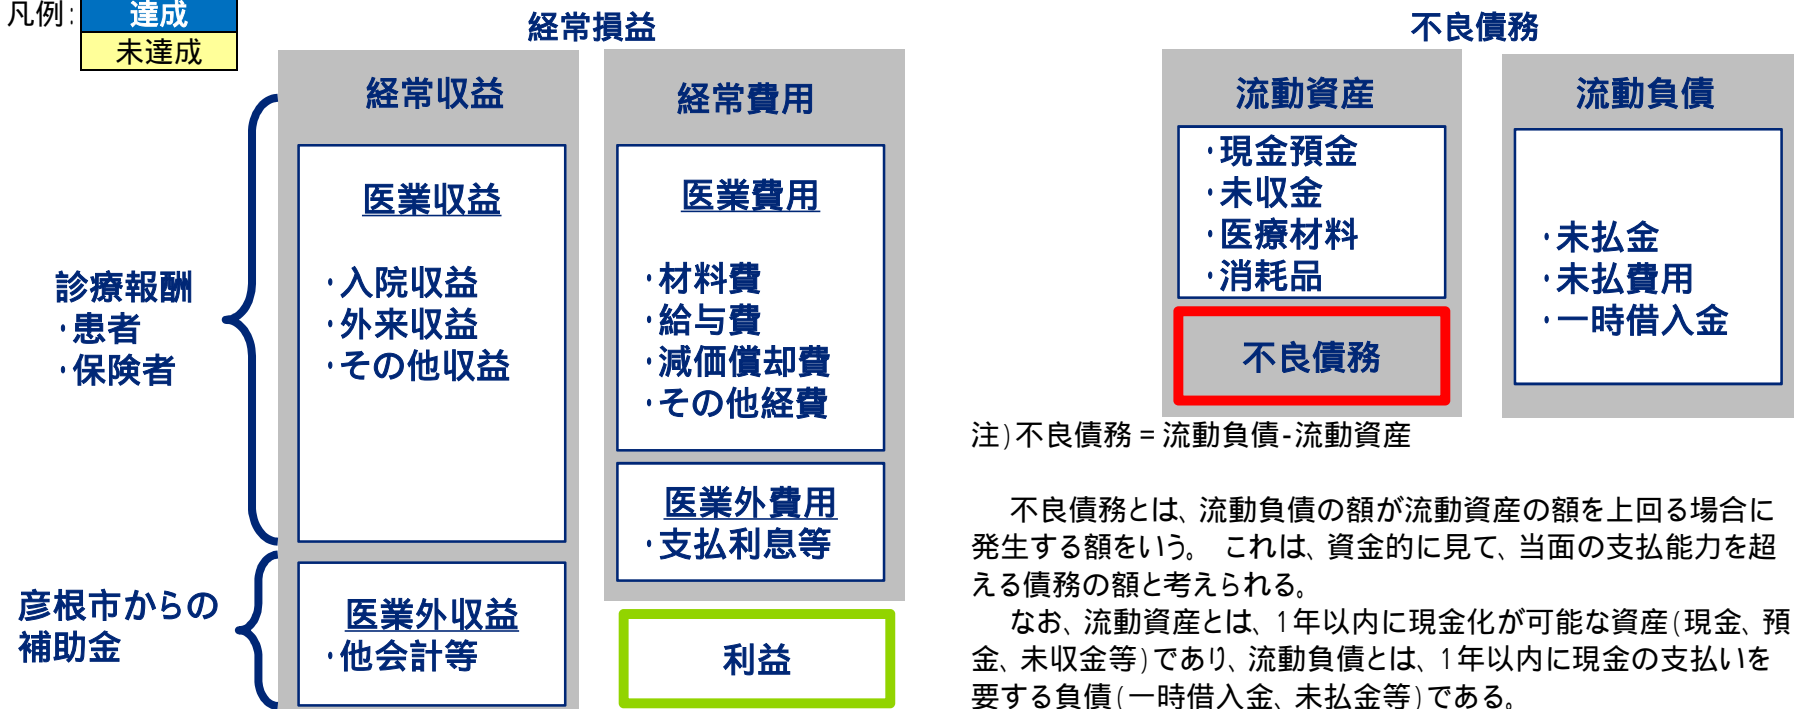 凡例:
達成
未達成
経常損益
経常収益
医業収益
･入院収益
･外来収益
･その他収益
医業外収益
･他会計等
診療報酬
･患者
･保険者
彦根市からの
補助金
経常費用
医業費用
･材料費
･給与費
･減価償却費
･その他経費
医業外費用
･支払利息等
利益
不良債務
流動資産
･現金預金
･未収金
･医療材料
･消耗品
不良債務
流動負債
･未払金
･未払費用
･一時借入金
注)不良債務=流動負債-流動資産
不良債務とは、流動負債の額が流動資産の額を上回る場合に
発生する額をいう。 これは、資金的に見て、当面の支払能力を超
える債務の額と考えられる。
なお、流動資産とは、1年以内に現金化が可能な資産(現金、預
金、未収金等)であり、流動負債とは、1年以内に現金の支払いを
要する負債(一時借入金、未払金等)である。